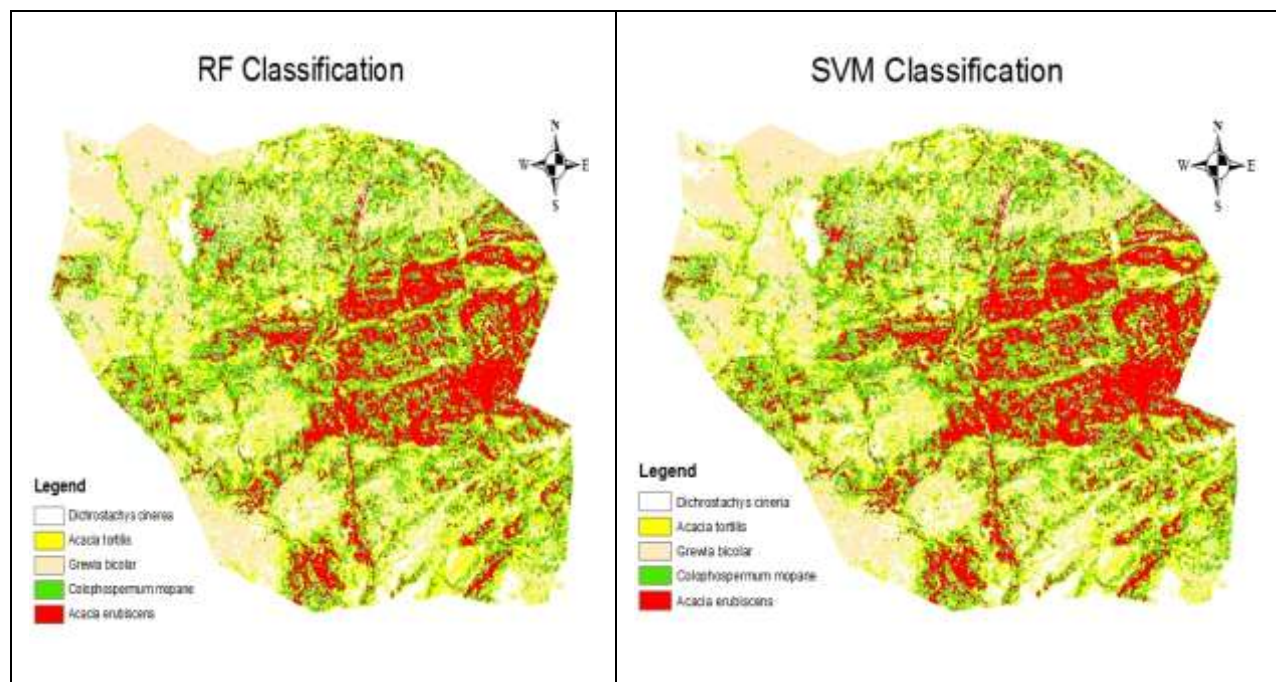 RF Classification
N
W E
S
Legend
Dichrostachys cinerea
Acacia tortilis
Grewia bicolar
Colophospermum mopane
Acacia erubiscens
SVM Classification
N
W E
S
Legend
Dichrostachys cineria
Acacia tortilis
Grewia bicolar
Colophospermum mopane
Acacia erubiscens